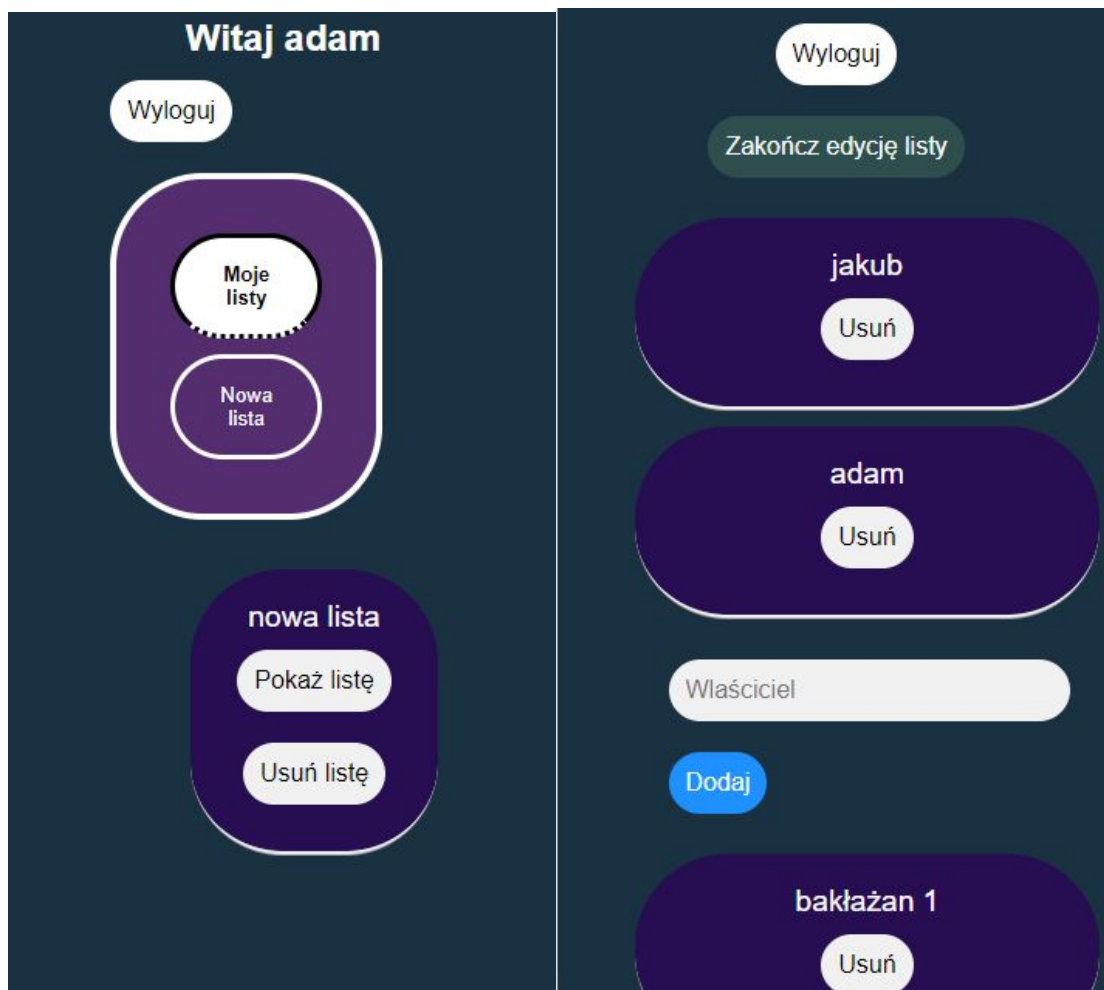 Witaj adam
Wyloguj
Moje
listy
Nowa
lista
nowa lista
Pokaż listę
Usuń listę
Wyloguj
Zakończ edycję listy
jakub
Usuń
adam
Usuń
Wlaściciel
Dodaj
bakłażan 1
Usuń